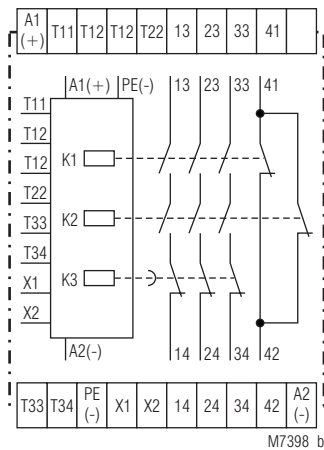 A1 (+) T11 T12 T12 T22 13 23 33 41
A1(+) PE(-) 13 23 33 41
T11
T12
T12
K1
T22
T33
K2
T34
X1
K3
X2
A2(-) 14 24 34 42
T33 T34 PE (-) X1 X2 14 24 34 42 A2 (-)
M7398 b